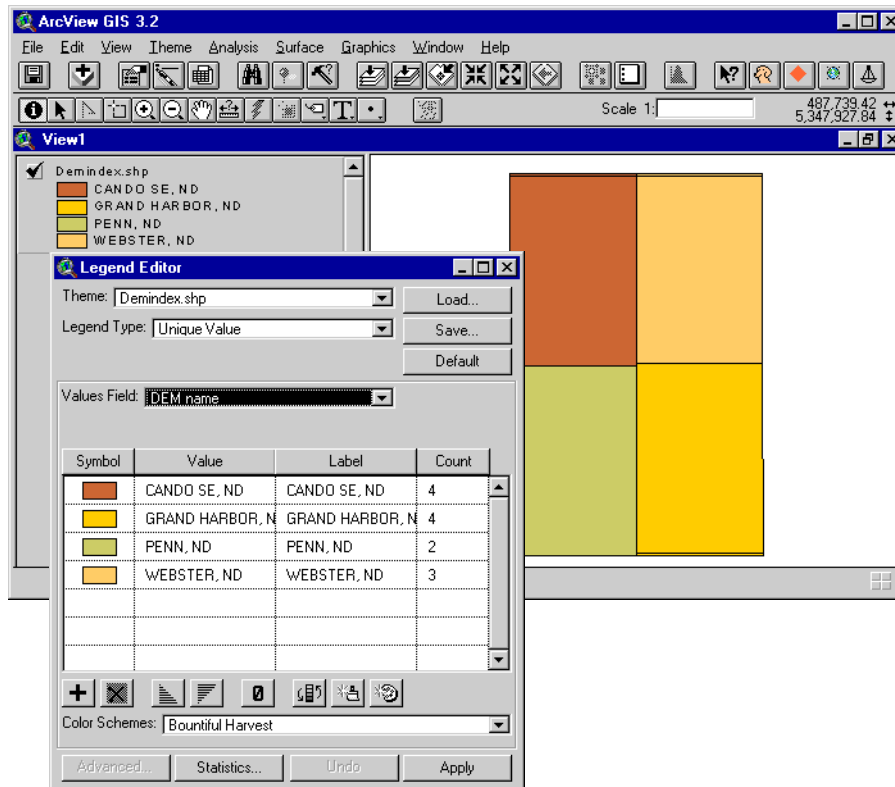 ArcView GIS 3.2
File Edit View Theme Analysis Surface Graphics Window Help
Scale 1:
487,739.42
5,347,927.84
View1
Demindex.shp
CANDO SE, ND
GRAND HARBOR, ND
PENN, ND
WEBSTER, ND
Legend Editor
Theme: Demindex.shp
Load...
Legend Type: Unique Value
Save...
Default
Values Field: DEM name
Symbol Value Label Count
CANDO SE, ND CANDO SE, ND 4
GRAND HARBOR, N GRAND HARBOR, N 4
PENN, ND PENN, ND 2
WEBSTER, ND WEBSTER, ND 3
Color Schemes: Bountiful Harvest
Advanced... Statistics... Undo Apply